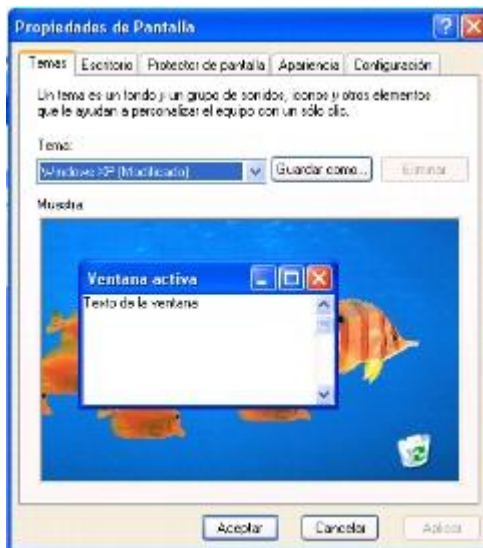 Propiedades de Pantalla
Temas Escritorio Protector de pantalla Apariencia Configuración
Un tema es un fondo y un grupo de sonidos, iconos y otros elementos
que le ayudan a personalizar el equipo con un sólo clic.
Tema:
Windows XP (Modificado) Guardar como... Eliminar
Muestra
Ventana activa
Texto de la ventana
Aceptar Cancelar Aplicar